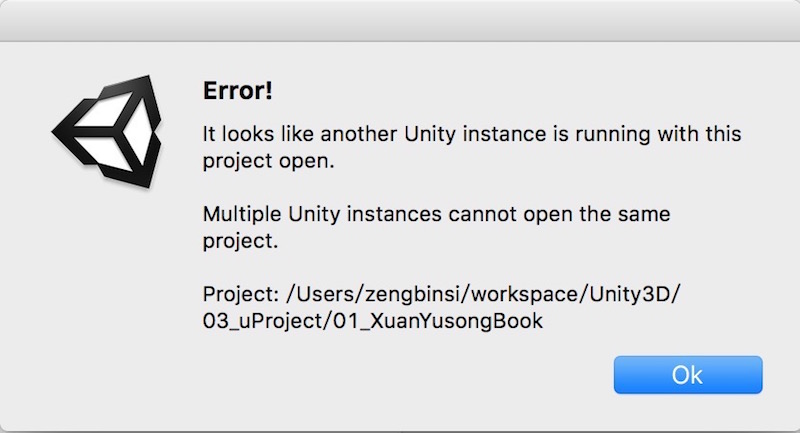 Error!
It looks like another Unity instance is running with this
project open.
Multiple Unity instances cannot open the same
project.
Project: /Users/zengbinsi/workspace/Unity3D/
03_uProject/01_XuanYusongBook
Ok